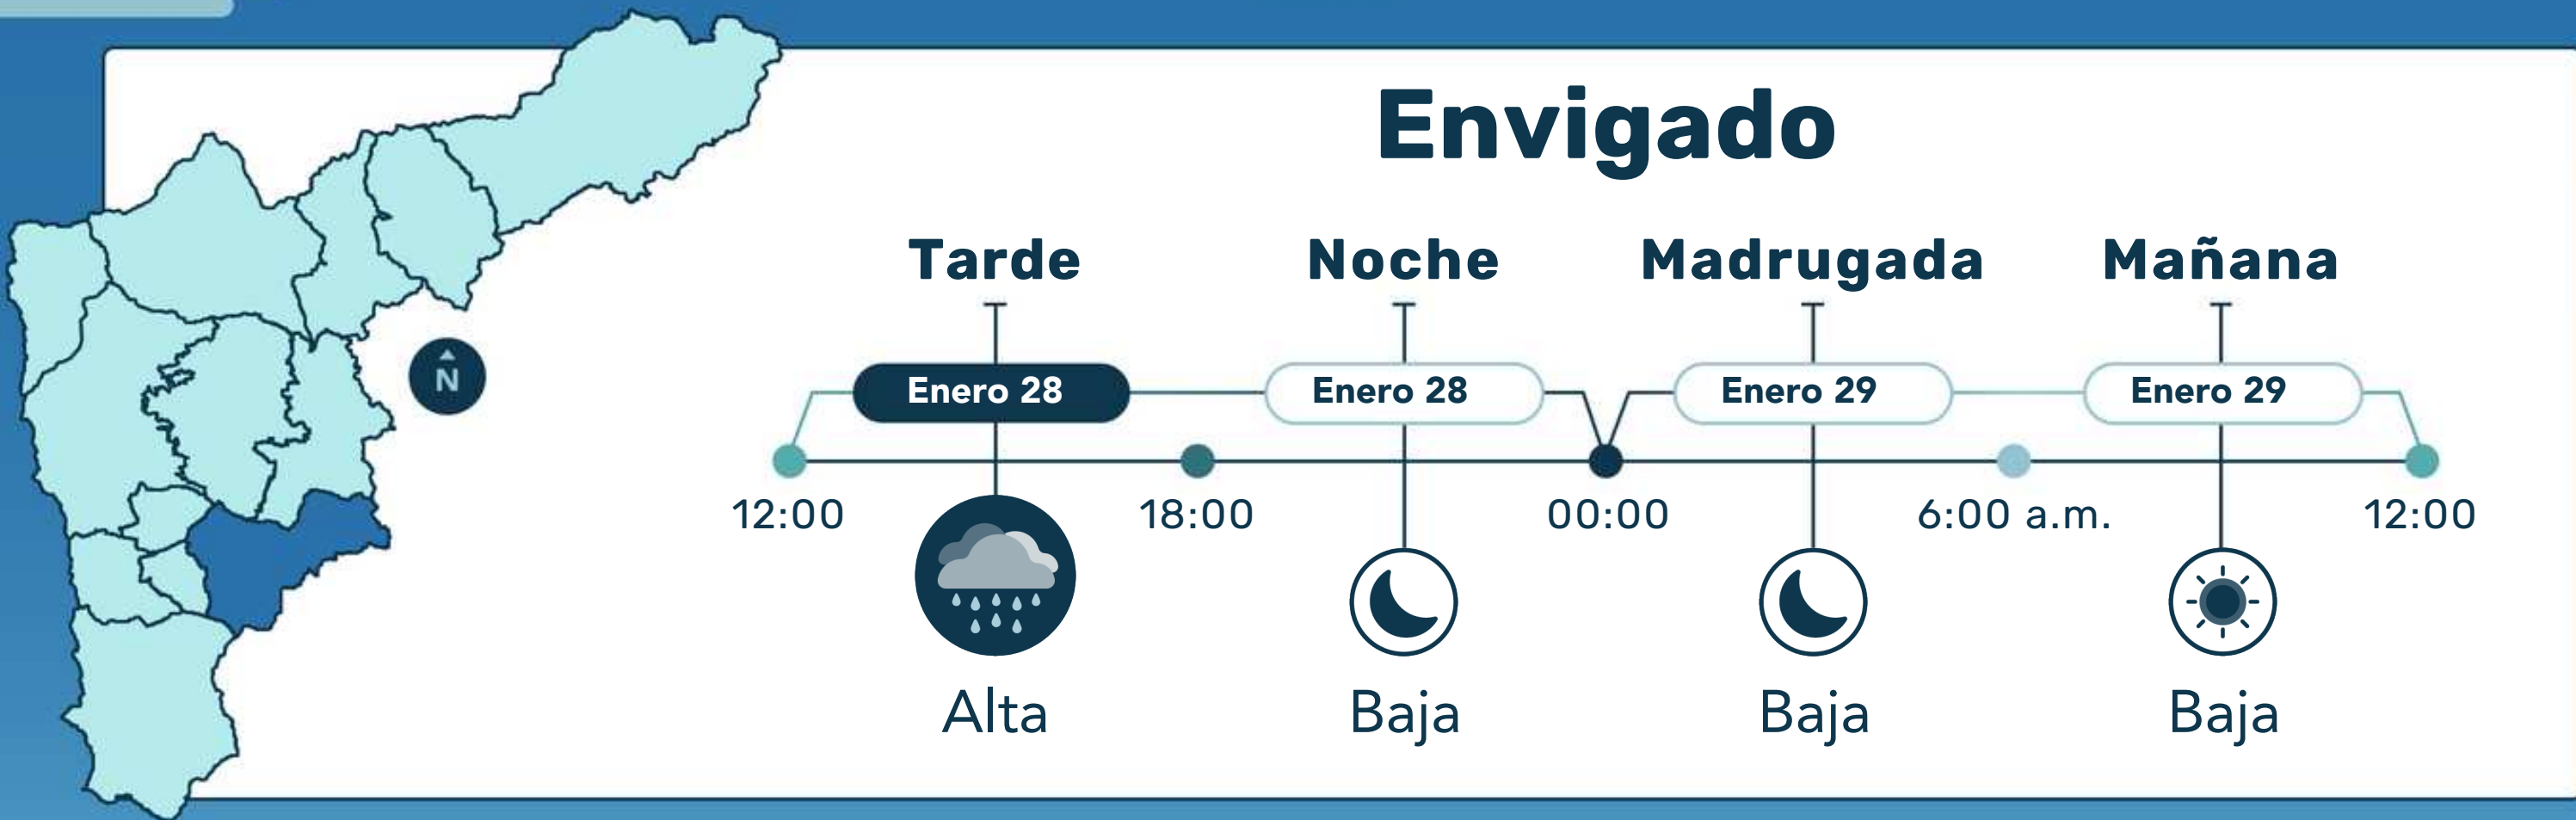 Envigado
Tarde Noche Madrugada Mañana
N
Enero 28 Enero 28 Enero 29 Enero 29
12:00 18:00 00:00 6:00 a.m. 12:00
Alta Baja Baja Baja